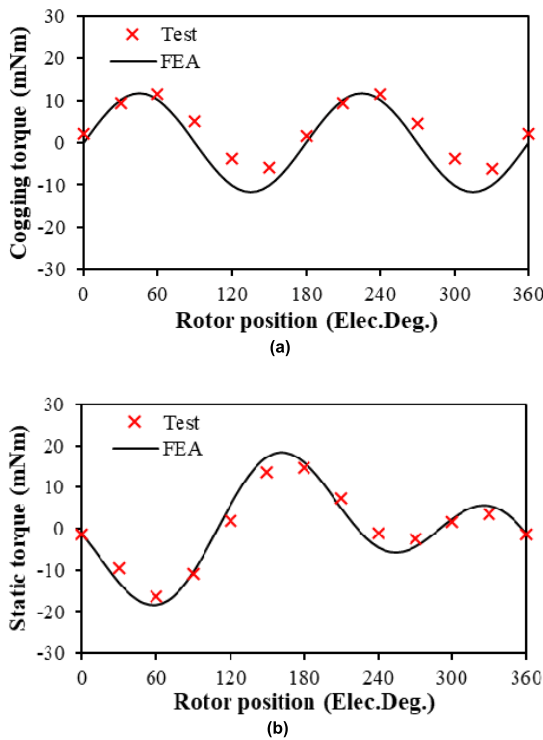 30
20
10
0
-10
-20
-30
Cogging torque (mNm)
Test
FEA
0 60 120 180 240 300 360
Rotor position (Elec.Deg.)
(a)
30
20
10
0
-10
-20
-30
Static torque (mNm)
Test
FEA
0 60 120 180 240 300 360
Rotor position (Elec.Deg.)
(b)